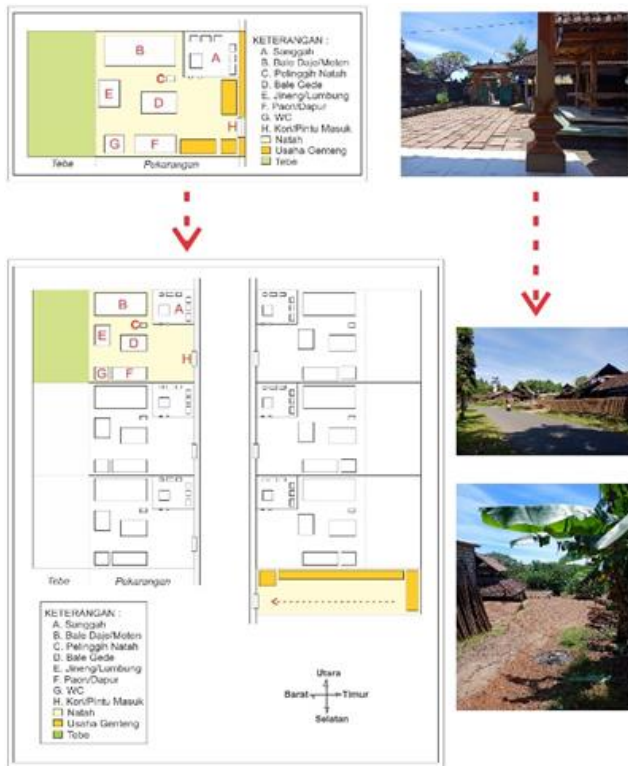 B
A
C
E
D
H
G
F
Tebe
Pekarangan
KETERANGAN :
A. Sanggah
B. Bale Daje/Meten
C. Pelinggih Natah
D. Bale Gede
E. Jineng/Lumbung
F. Paon/Dapur
G. WC
H. Kori/Pintu Masuk
Natah
Usaha Genteng
Tebe
B
A
C
E
D
H
G
F
Tebe
Pekarangan
KETERANGAN :
A. Sanggah
B. Bale Daje/Meten
C. Pelinggih Natah
D. Bale Gede
E. Jineng/Lumbung
F. Paon/Dapur
G. WC
H. Kori/Pintu Masuk
Natah
Usaha Genteng
Tebe
Utara
Barat
Timur
Selatan